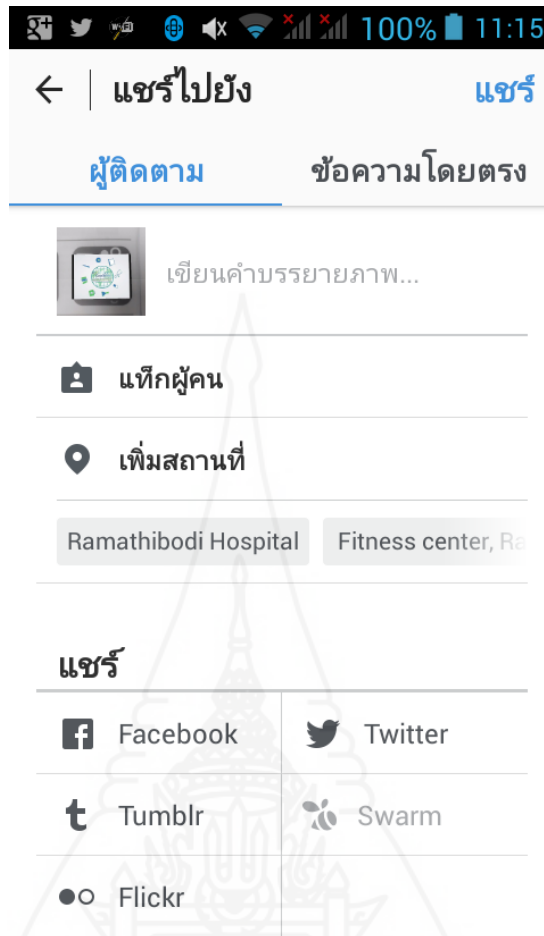 100% 11:15
แชร์ไปยัง แชร์
ผู้ติดตาม ข้อความโดยตรง
เขียนคำบรรยายภาพ...
แท็กผู้คน
เพิ่มสถานที่
Ramathibodi Hospital Fitness center, Ra
แชร์
Facebook Twitter
Tumblr Swarm
Flickr